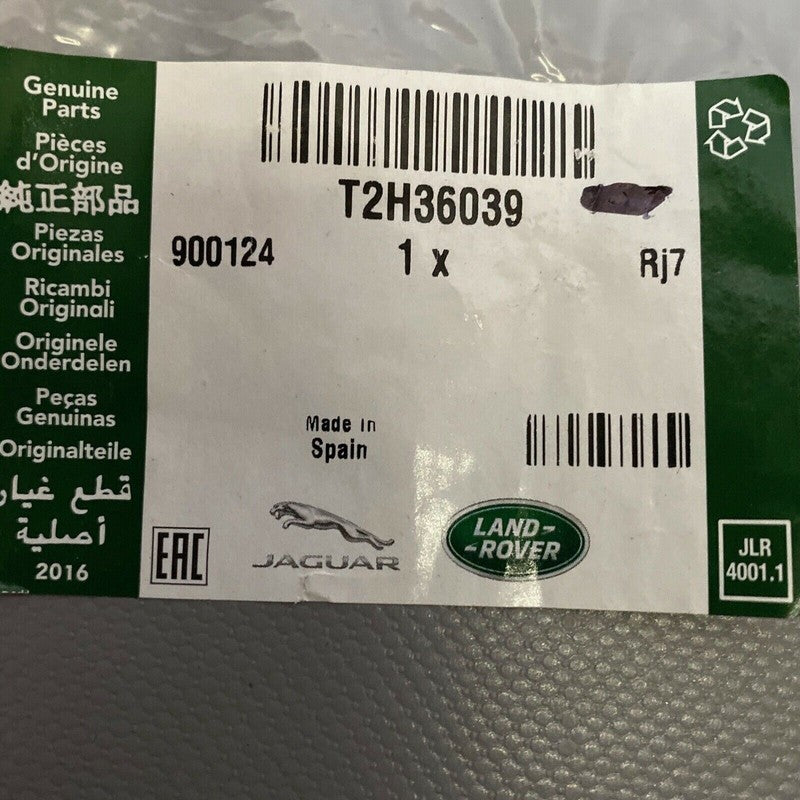 Genuine
Parts
Pièces
d'Origine
純正部品
Piezas
Originales
Ricambi
Originali
Originele
Onderdelen
Peças
Genuinas
Originalteile
قطع غيار
أصلية
2016
T2H36039
900124 1 x Rj7
Made in
Spain
EAC
JAGUAR
LAND-
-ROVER
JLR
4001.1